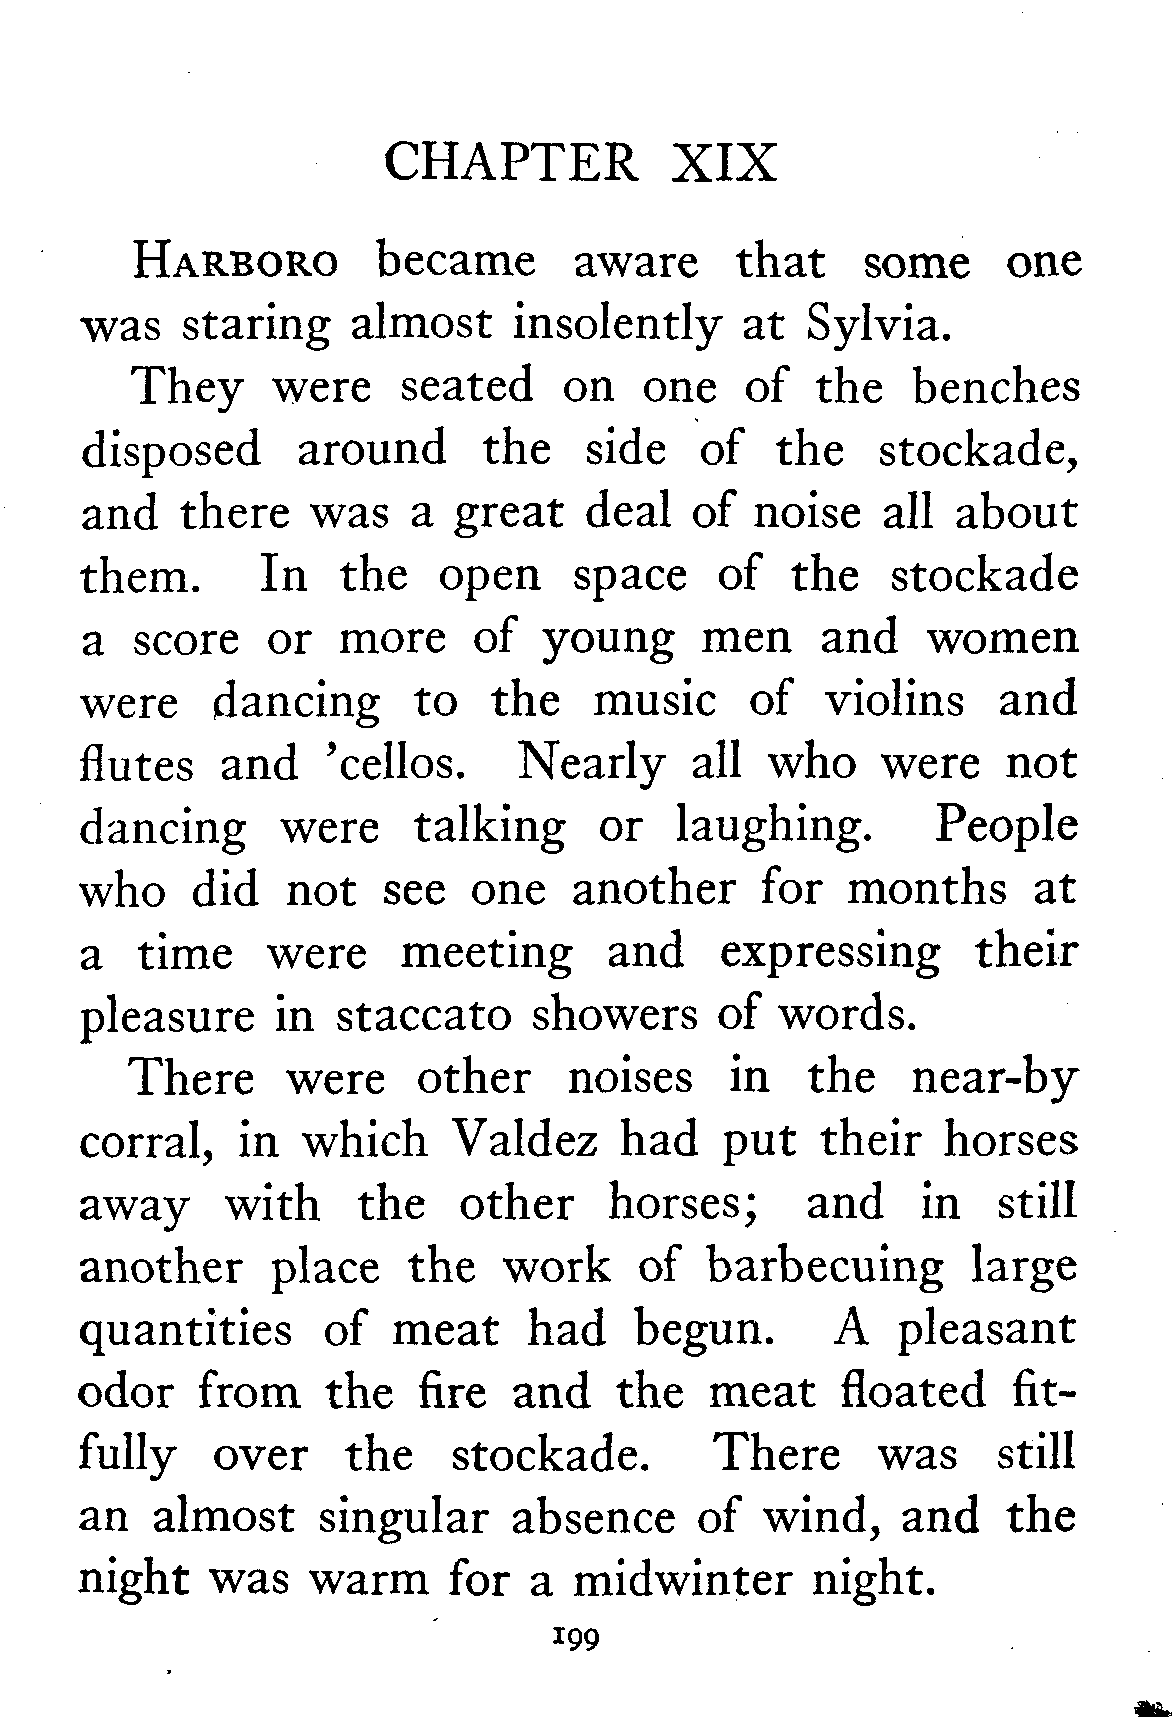 CHAPTER XIX
HARBORO became aware that some one
was staring almost insolently at Sylvia.
They were seated on one of the benches
disposed around the side of the stockade,
and there was a great deal of noise all about
them. In the open space of the stockade
a score or more of young men and women
were dancing to the music of violins and
flutes and ’cellos. Nearly all who were not
dancing were talking or laughing. People
who did not see one another for months at
a time were meeting and expressing their
pleasure in staccato showers of words.
There were other noises in the near-by
corral, in which Valdez had put their horses
away with the other horses; and in still
another place the work of barbecuing large
quantities of meat had begun. A pleasant
odor from the fire and the meat floated fit-
fully over the stockade. There was still
an almost singular absence of wind, and the
night was warm for a midwinter night.
199